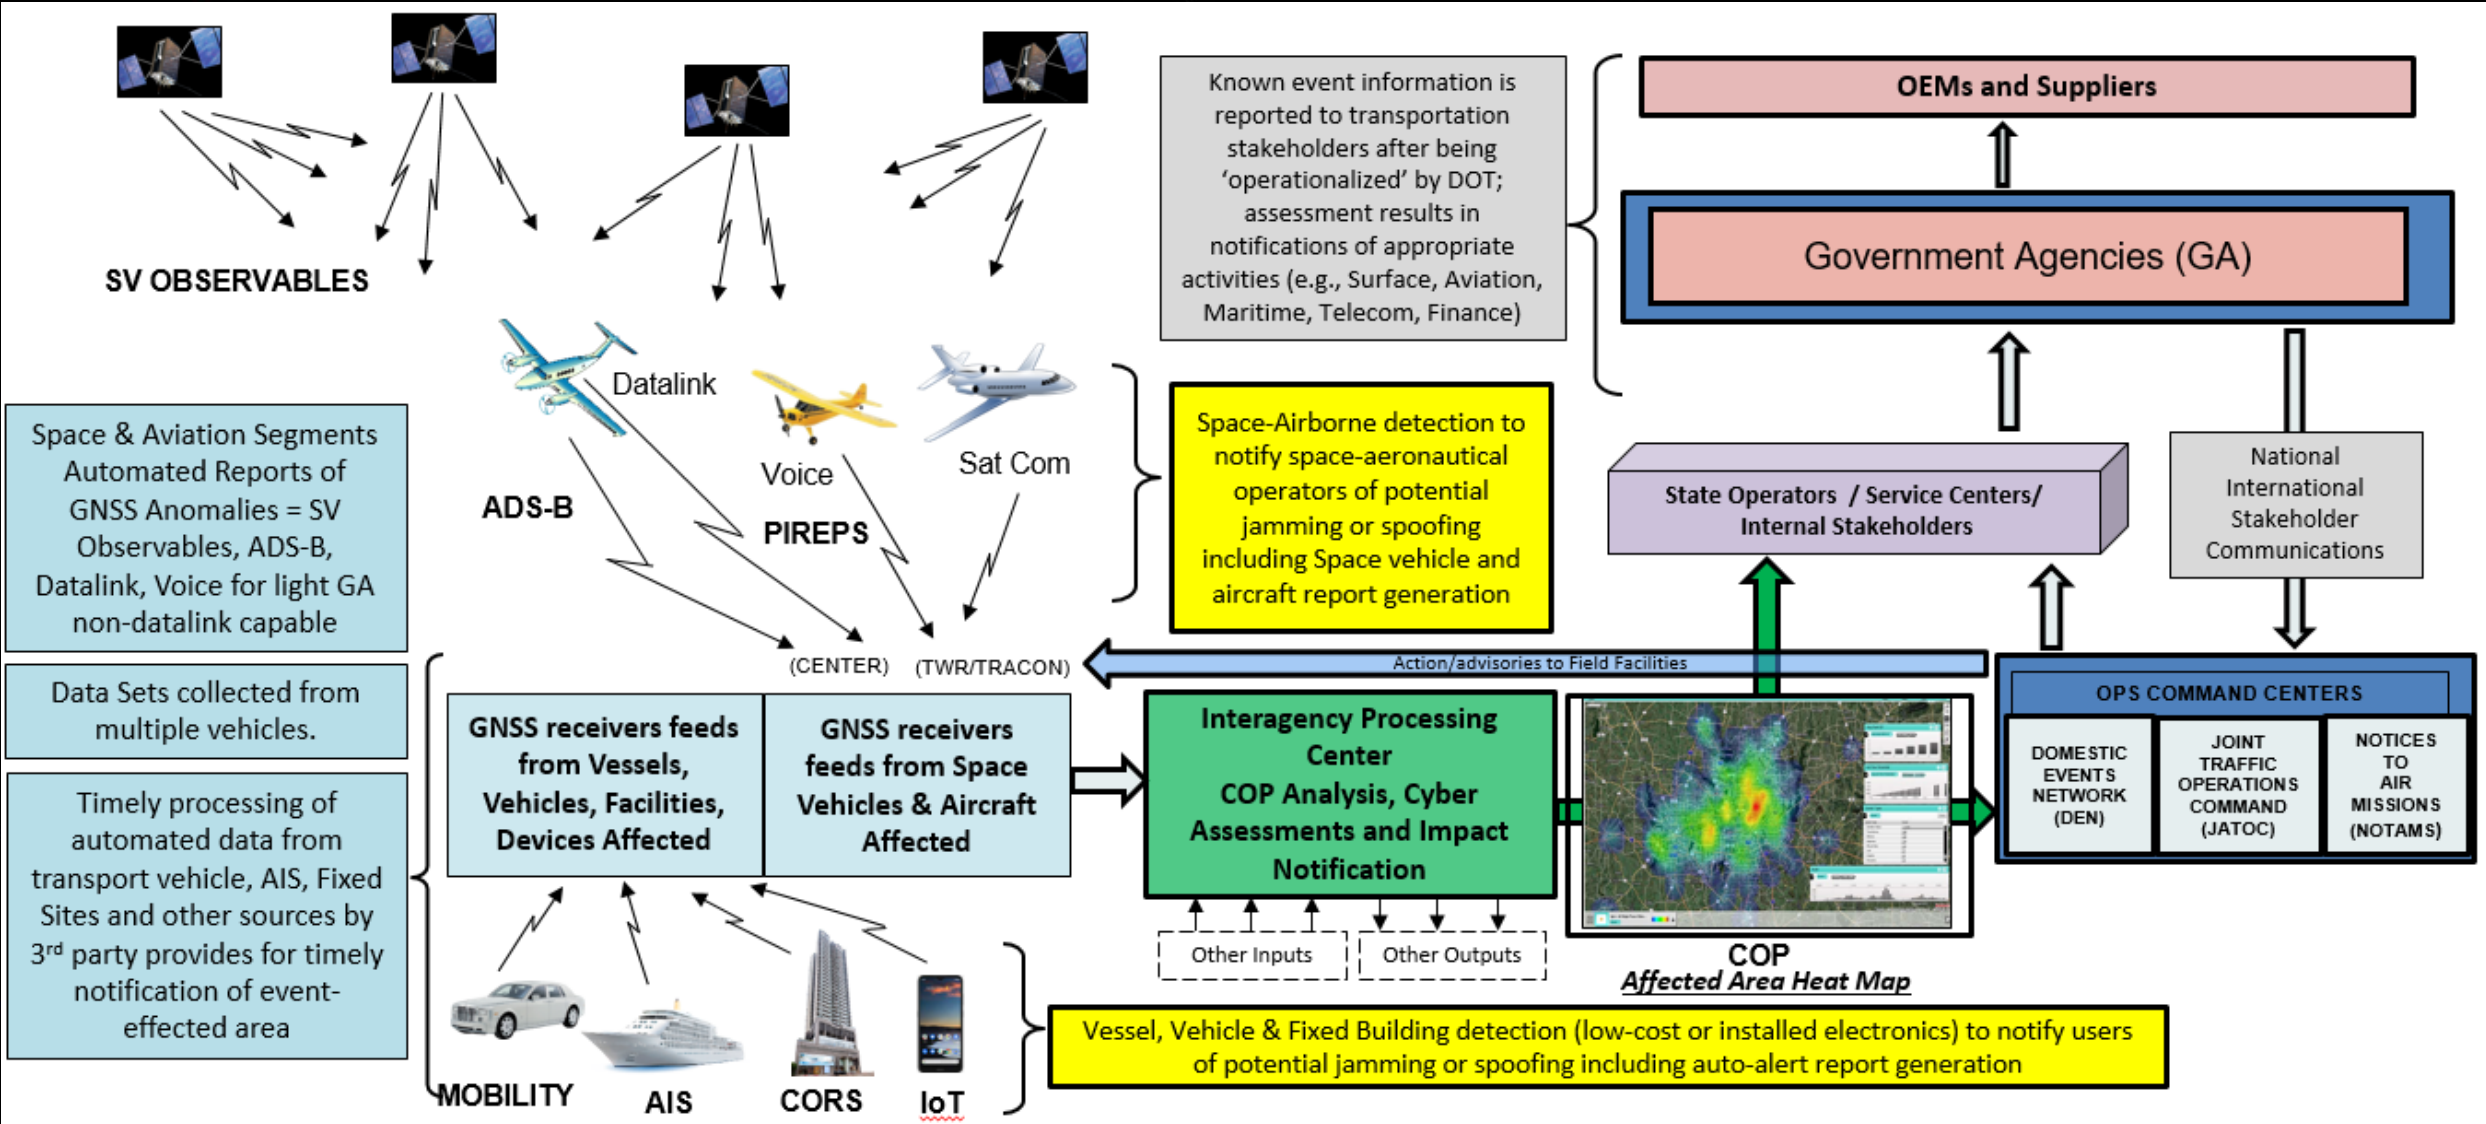 SV OBSERVABLES
Known event information is
reported to transportation
stakeholders after being
‘operationalized’ by DOT;
assessment results in
notifications of appropriate
activities (e.g., Surface, Aviation,
Maritime, Telecom, Finance)
OEMs and Suppliers
Government Agencies (GA)
Datalink
Voice
Sat Com
ADS-B
PIREPS
Space & Aviation Segments
Automated Reports of
GNSS Anomalies = SV
Observables, ADS-B,
Datalink, Voice for light GA
non-datalink capable
Space-Airborne detection to
notify space-aeronautical
operators of potential
jamming or spoofing
including Space vehicle and
aircraft report generation
State Operators / Service Centers/
Internal Stakeholders
National
International
Stakeholder
Communications
(CENTER)
(TWR/TRACON)
Action/advisories to Field Facilities
Data Sets collected from
multiple vehicles.
GNSS receivers feeds
from Vessels,
Vehicles, Facilities,
Devices Affected
GNSS receivers
feeds from Space
Vehicles & Aircraft
Affected
Interagency Processing
Center
COP Analysis, Cyber
Assessments and Impact
Notification
OPS COMMAND CENTERS
DOMESTIC
EVENTS
NETWORK
(DEN)
JOINT
TRAFFIC
OPERATIONS
COMMAND
(JATOC)
NOTICES
TO
AIR
MISSIONS
(NOTAMS)
Timely processing of
automated data from
transport vehicle, AIS, Fixed
Sites and other sources by
3rd party provides for timely
notification of event-
effected area
Other Inputs
Other Outputs
COP
Affected Area Heat Map
MOBILITY
AIS
CORS
IoT
Vessel, Vehicle & Fixed Building detection (low-cost or installed electronics) to notify users
of potential jamming or spoofing including auto-alert report generation